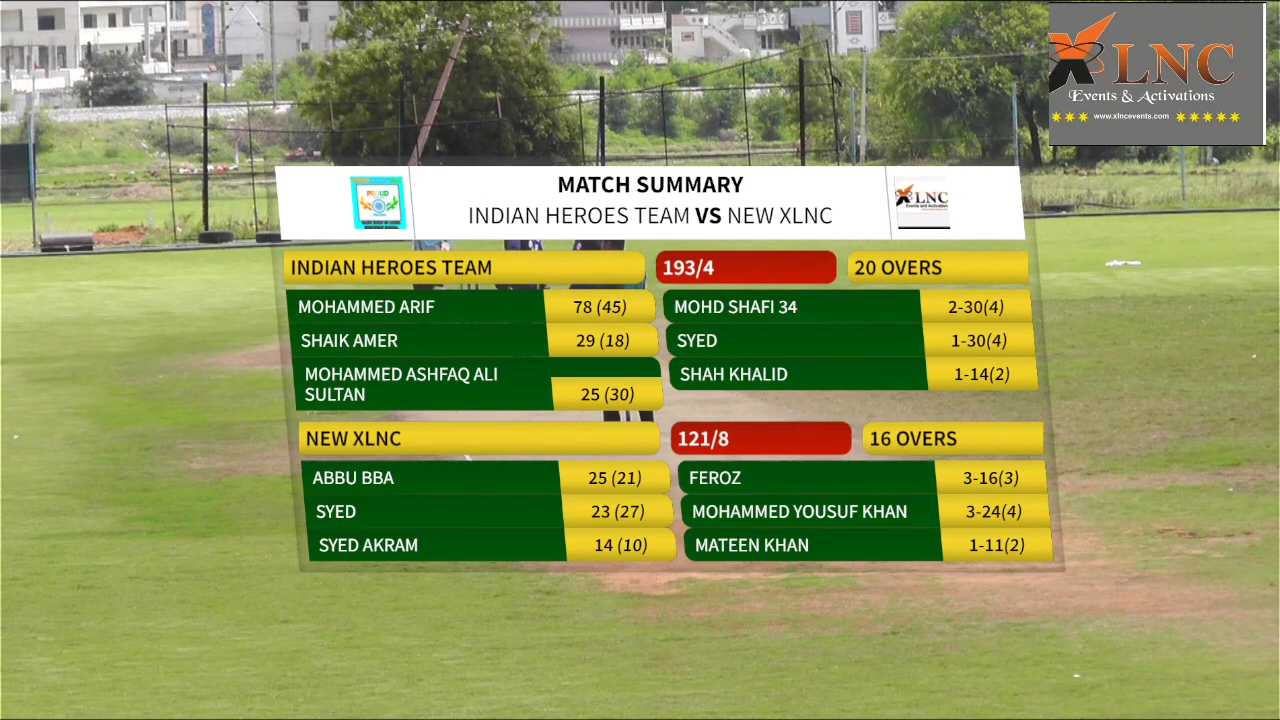 LNC
Events & Activations
www.xlncevents.com
MATCH SUMMARY
INDIAN HEROES TEAM VS NEW XLNC
PROUD
LNC
INDIAN HEROES TEAM 193/4 20 OVERS
MOHAMMED ARIF 78 (45) MOHD SHAFI 34 2-30(4)
SHAIK AMER 29 (18) SYED 1-30(4)
MOHAMMED ASHFAQ ALI
SULTAN 25 (30) SHAH KHALID 1-14(2)
NEW XLNC 121/8 16 OVERS
ABBU BBA 25 (21) FEROZ 3-16(3)
SYED 23 (27) MOHAMMED YOUSUF KHAN 3-24(4)
SYED AKRAM 14 (10) MATEEN KHAN 1-11(2)